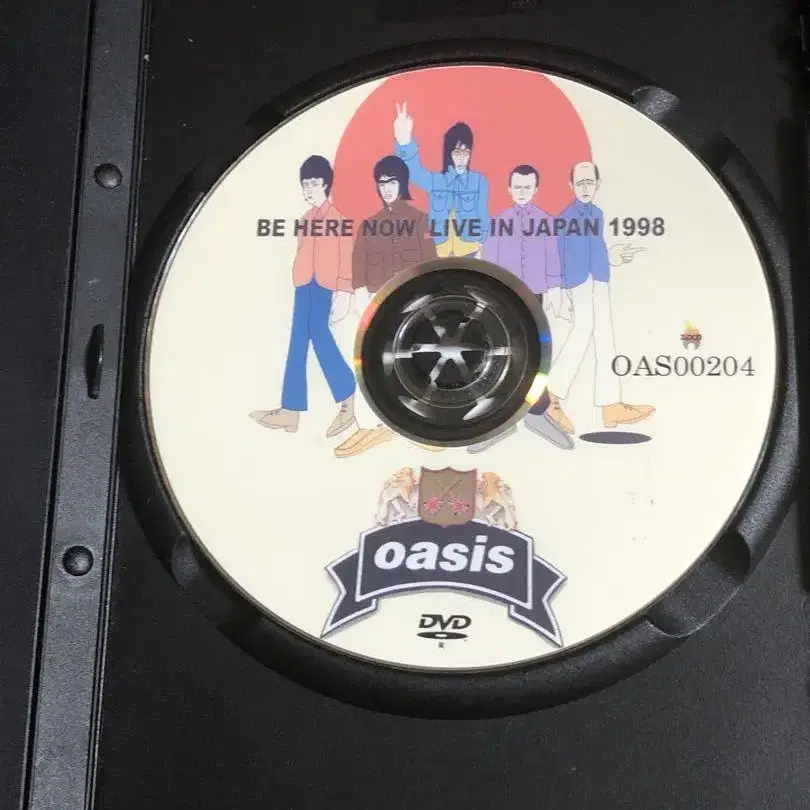 BE HERE NOW LIVE IN JAPAN 1998
OAS00204
oasis
DVD
R